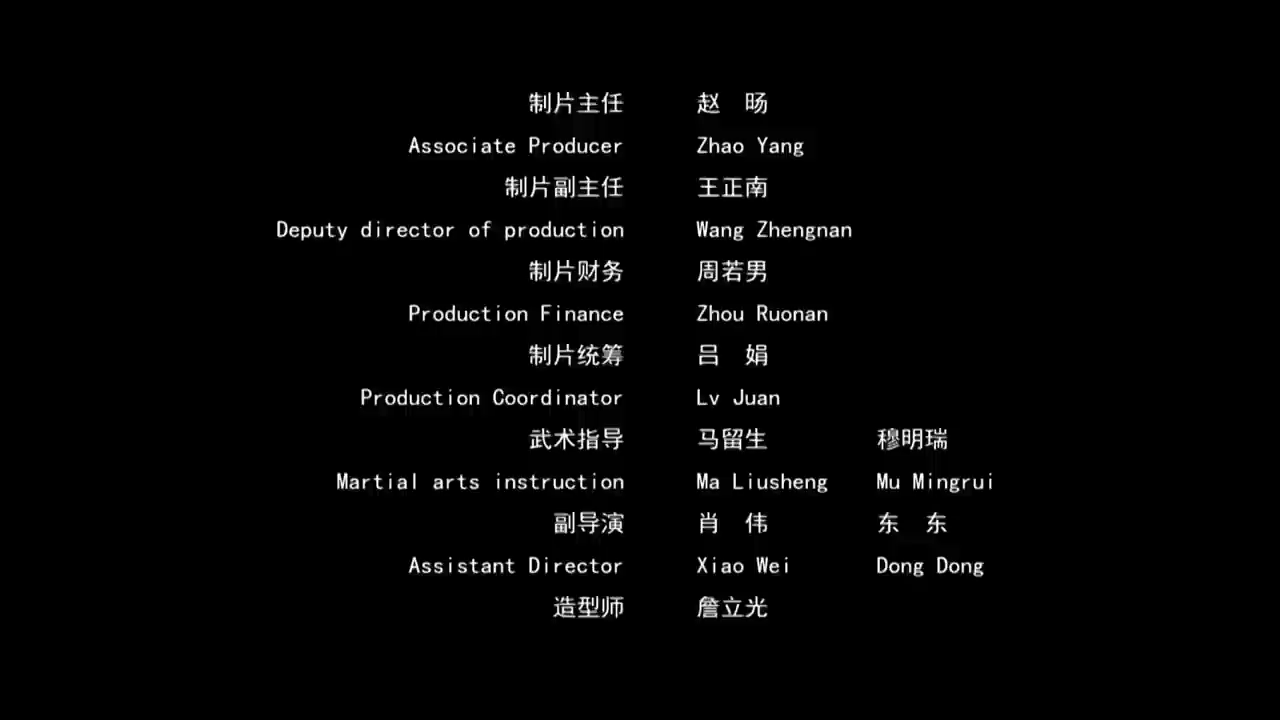 制片主任 赵 旸
Associate Producer Zhao Yang
制片副主任 王正南
Deputy director of production Wang Zhengnan
制片财务 周若男
Production Finance Zhou Ruonan
制片统筹 吕 娟
Production Coordinator Lv Juan
武术指导 马留生 穆明瑞
Martial arts instruction Ma Liusheng Mu Mingrui
副导演 肖 伟 东 东
Assistant Director Xiao Wei Dong Dong
造型师 詹立光